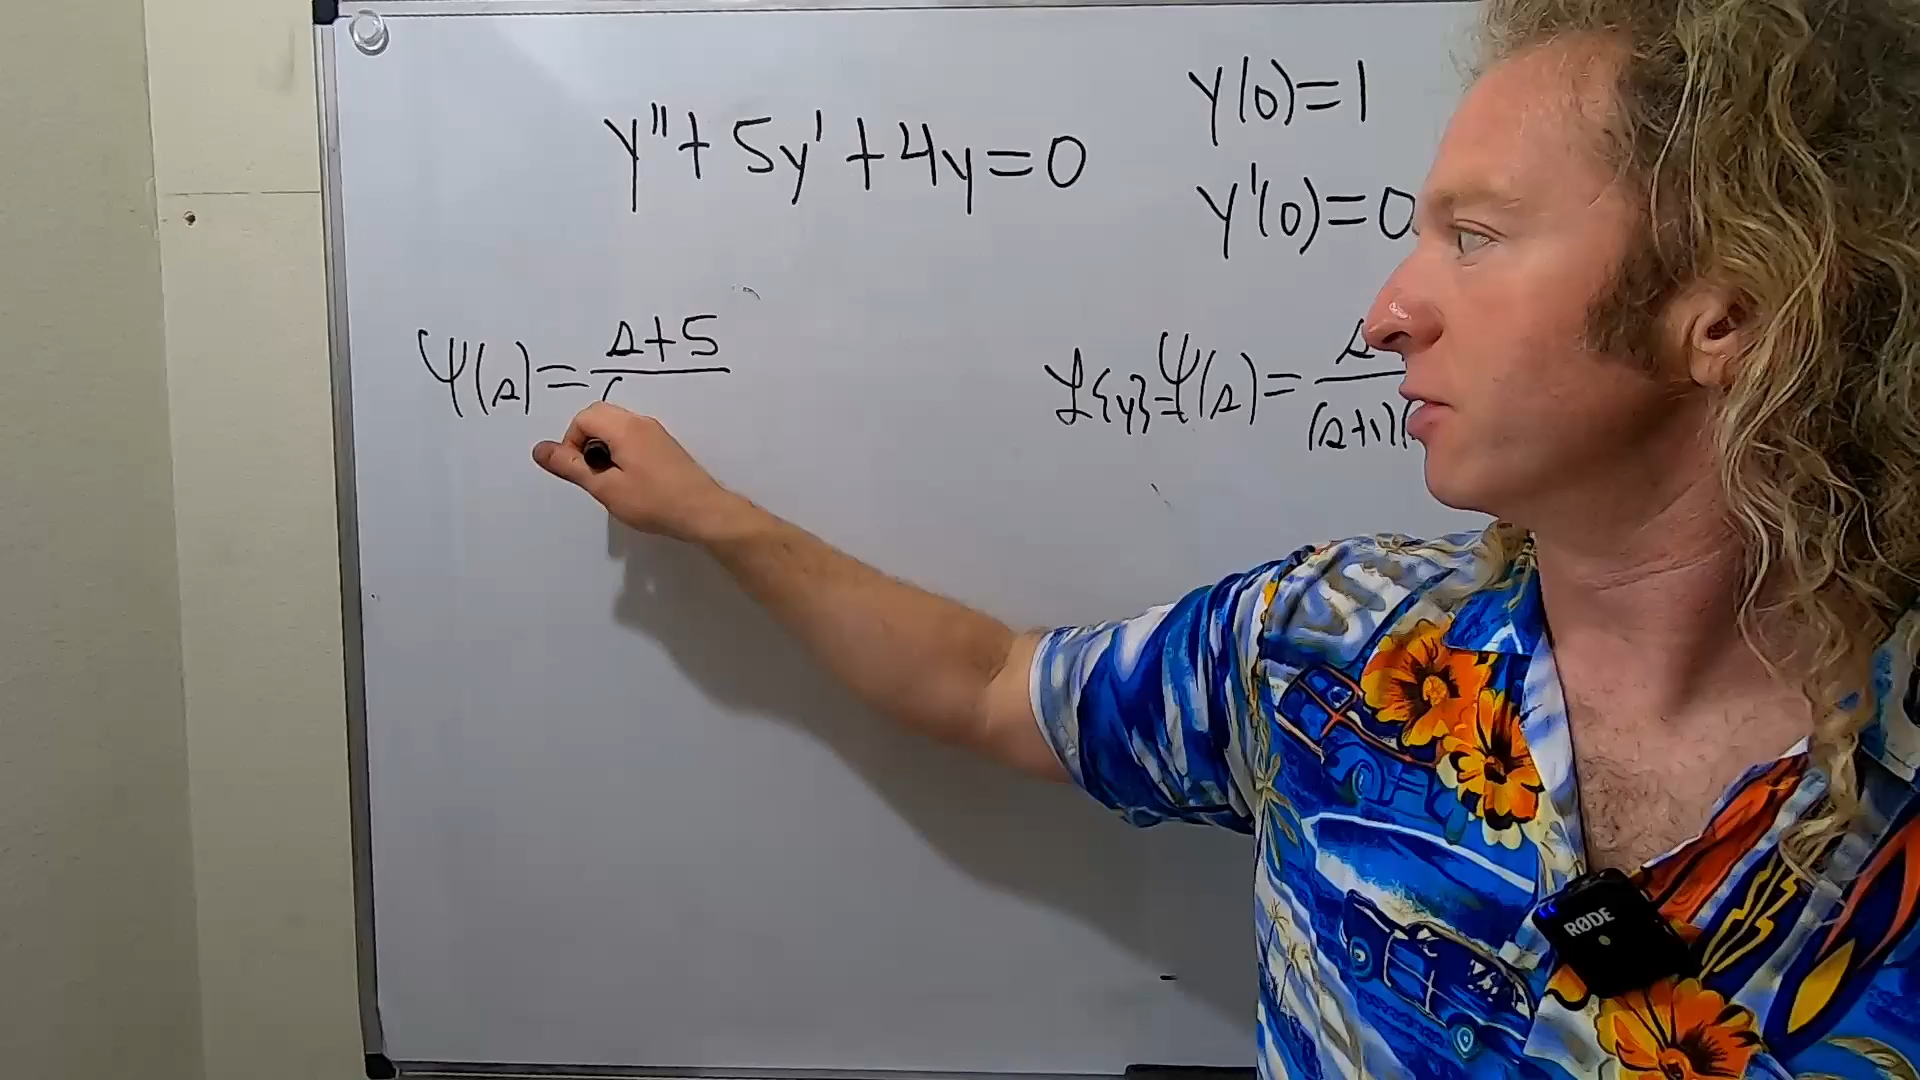 y''+5y'+4y=0
y(0)=1
y'(0)=0
Ψ(s)=s+5/(
ℒ{y}=Ψ(s)=s/(s+1)(
RØDE